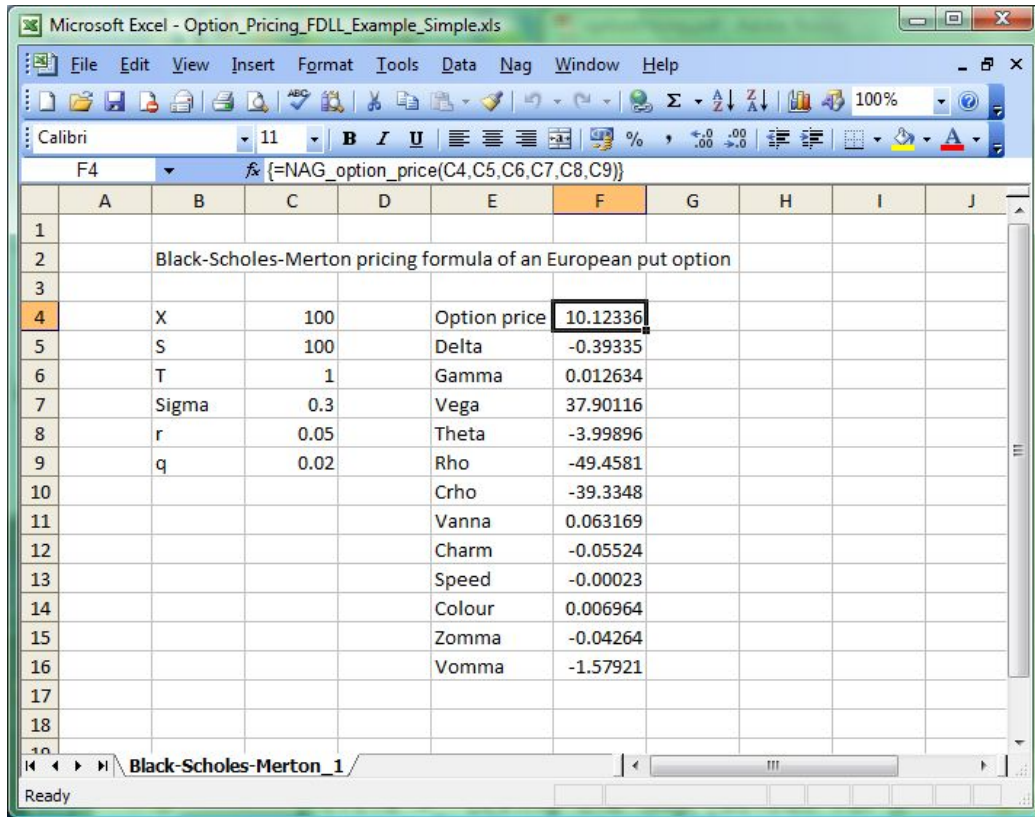 Microsoft Excel - Option_Pricing_FDLL_Example_Simple.xls
File Edit View Insert Format Tools Data Nag Window Help
100%
Calibri 11 B I U
F4 fx {=NAG_option_price(C4,C5,C6,C7,C8,C9)}
A B C D E F G H I J
1
2 Black-Scholes-Merton pricing formula of an European put option
3
4 X 100 Option price 10.12336
5 S 100 Delta -0.39335
6 T 1 Gamma 0.012634
7 Sigma 0.3 Vega 37.90116
8 r 0.05 Theta -3.99896
9 q 0.02 Rho -49.4581
10 Crho -39.3348
11 Vanna 0.063169
12 Charm -0.05524
13 Speed -0.00023
14 Colour 0.006964
15 Zomma -0.04264
16 Vomma -1.57921
17
18
Black-Scholes-Merton_1
Ready